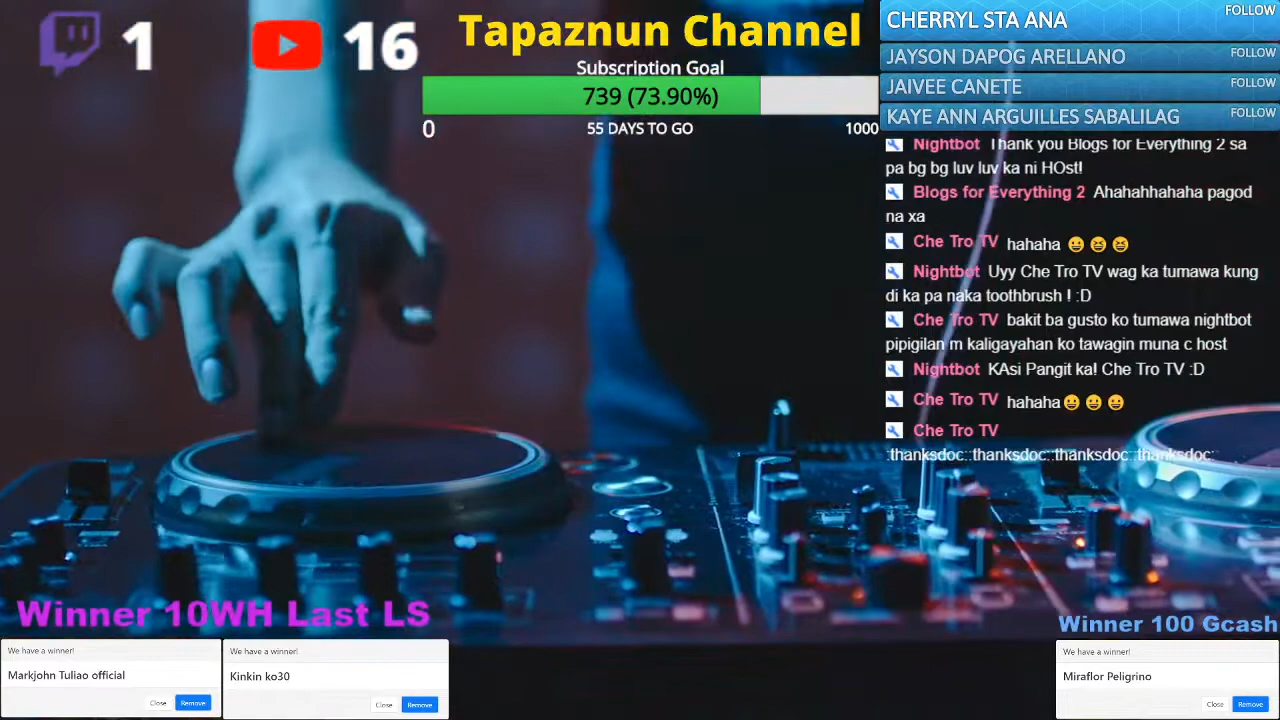 1
16
Tapaznun Channel
Subscription Goal
739 (73.90%)
0
55 DAYS TO GO
1000
CHERRYL STA ANA
FOLLOW
JAYSON DAPOG ARELLANO
FOLLOW
JAIVEE CANETE
FOLLOW
KAYE ANN ARGUILLES SABALILAG
FOLLOW
Nightbot Thank you Blogs for Everything 2 sa
pa bg bg luv luv ka ni HOst!
Blogs for Everything 2 Ahahahhahaha pagod
na xa
Che Tro TV hahaha 😀 😆 😆
Nightbot Uyy Che Tro TV wag ka tumawa kung
di ka pa naka toothbrush ! :D
Che Tro TV bakit ba gusto ko tumawa nightbot
pipigilan m kaligayahan ko tawagin muna c host
Nightbot KAsi Pangit ka! Che Tro TV :D
Che Tro TV hahaha😀 😀 😀
Che Tro TV
:thanksdoc::thanksdoc::thanksdoc::thanksdoc:
Winner 10WH Last LS
We have a winner!
Markjohn Tuliao official
Close
Remove
We have a winner!
Kinkin ko30
Close
Remove
Winner 100 Gcash
We have a winner!
Miraflor Peligrino
Close
Remove